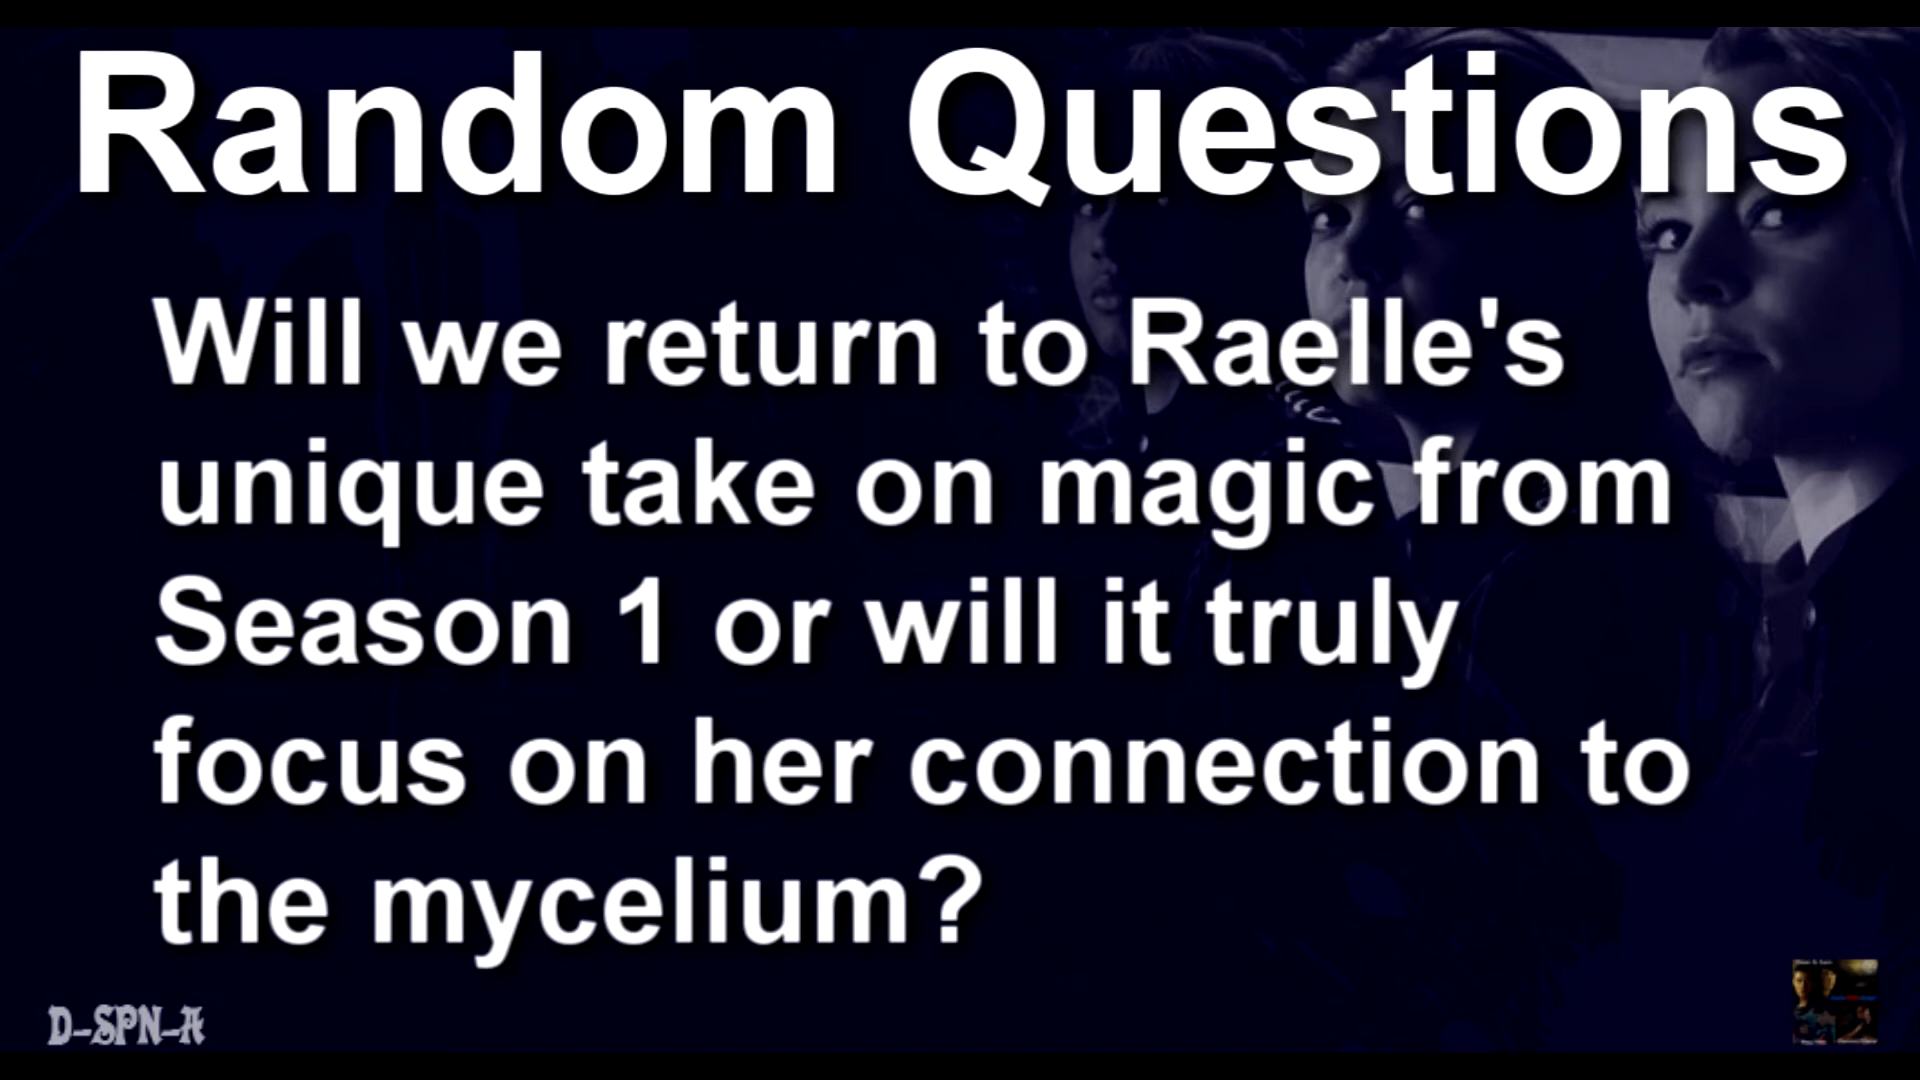 Random Questions
Will we return to Raelle's
unique take on magic from
Season 1 or will it truly
focus on her connection to
the mycelium?
D-SPN-A